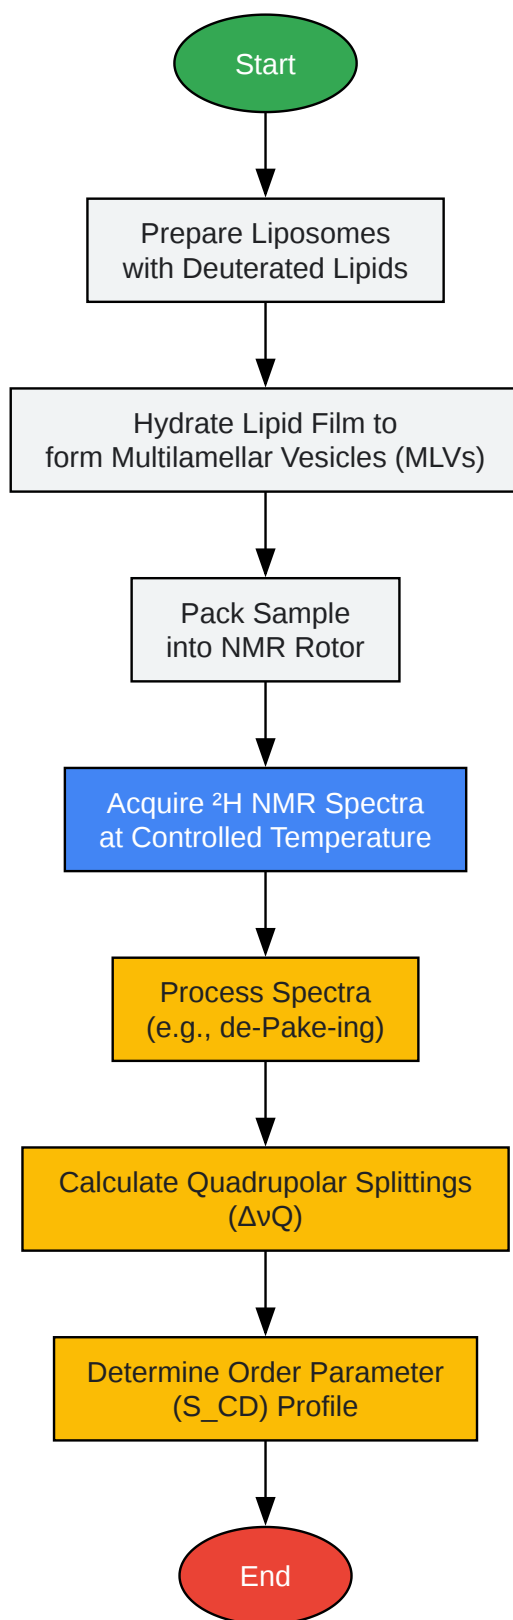 Start
Prepare Liposomes
with Deuterated Lipids
Hydrate Lipid Film to
form Multilamellar Vesicles (MLVs)
Pack Sample
into NMR Rotor
Acquire ²H NMR Spectra
at Controlled Temperature
Process Spectra
(e.g., de-Pake-ing)
Calculate Quadrupolar Splittings
(ΔνQ)
Determine Order Parameter
(S_CD) Profile
End